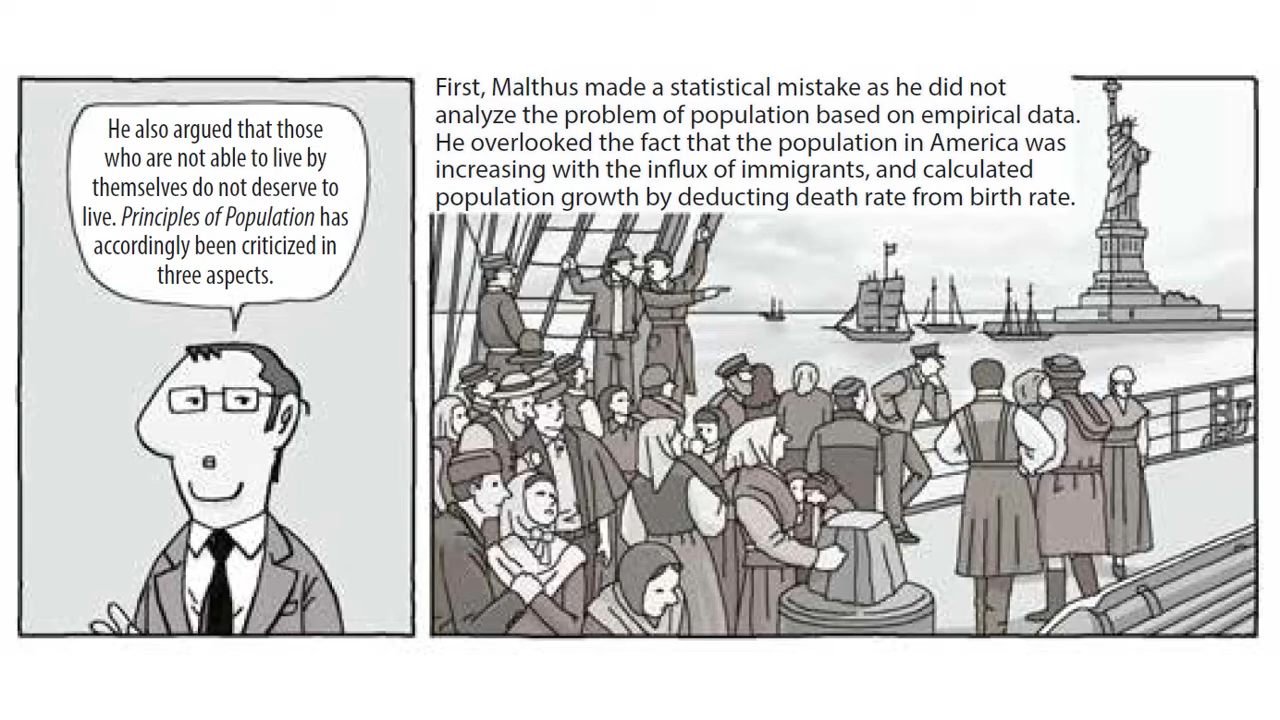 He also argued that those
who are not able to live by
themselves do not deserve to
live. Principles of Population has
accordingly been criticized in
three aspects.
First, Malthus made a statistical mistake as he did not
analyze the problem of population based on empirical data.
He overlooked the fact that the population in America was
increasing with the influx of immigrants, and calculated
population growth by deducting death rate from birth rate.